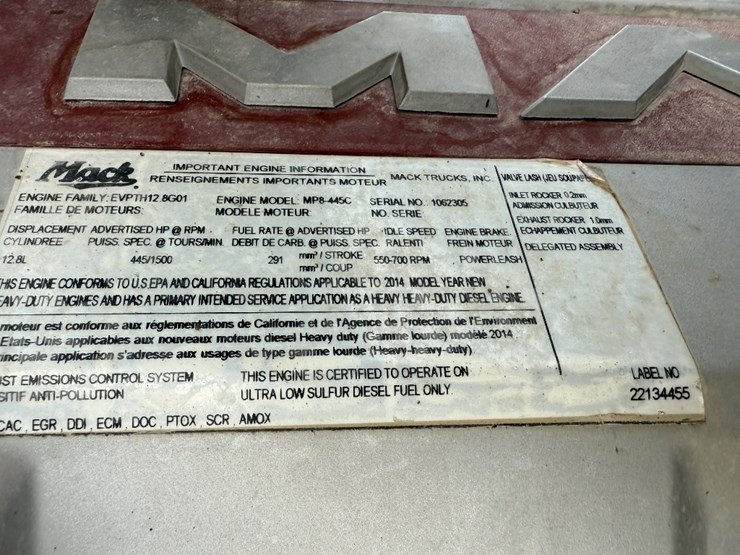 MA
Mack
IMPORTANT ENGINE INFORMATION
RENSEIGNEMENTS IMPORTANTS MOTEUR MACK TRUCKS, INC.
ENGINE FAMILY: EVPTH12.8G01 ENGINE MODEL: MP8-445C SERIAL NO. 1062305
FAMILLE DE MOTEURS: MODELE MOTEUR: NO. SERIE:
DISPLACEMENT ADVERTISED HP @ RPM FUEL RATE @ ADVERTISED HP IDLE SPEED ENGINE BRAKE
CYLINDREE PUISS. SPEC. @ TOURS/MIN. DEBIT DE CARB. @ PUISS. SPEC. RALENTI FREIN MOTEUR
12.8L 445/1500 291 mm³ / STROKE 550-700 RPM POWERLEASH
mm³ / COUP
VALVE LASH (JEU
INLET ROCKER 0.2mm
ADMISSION CULBUTEUR
EXHAUST ROCKER 1.0mm
ECHAPPEMENT CULBUTEUR
DELEGATED ASSEMBLY
THIS ENGINE CONFORMS TO U.S EPA AND CALIFORNIA REGULATIONS APPLICABLE TO 2014 MODEL YEAR NEW
EAVY-DUTY ENGINES AND HAS A PRIMARY INTENDED SERVICE APPLICATION AS A HEAVY HEAVY-DUTY DIESEL ENGINE
moteur est conforme aux réglementations de Californie et de l'Agence de Protection de l'Environment
Etats-Unis applicables aux nouveaux moteurs diesel Heavy duty (Gamme lourde) modèlé 2014
incipale application s'adresse aux usages de type gamme lourde (Heavy-heavy-duty)
ST EMISSIONS CONTROL SYSTEM THIS ENGINE IS CERTIFIED TO OPERATE ON
SITIF ANTI-POLLUTION ULTRA LOW SULFUR DIESEL FUEL ONLY
LABEL NO
22134455
CAC , EGR , DDI , ECM , DOC , PTOX , SCR , AMOX